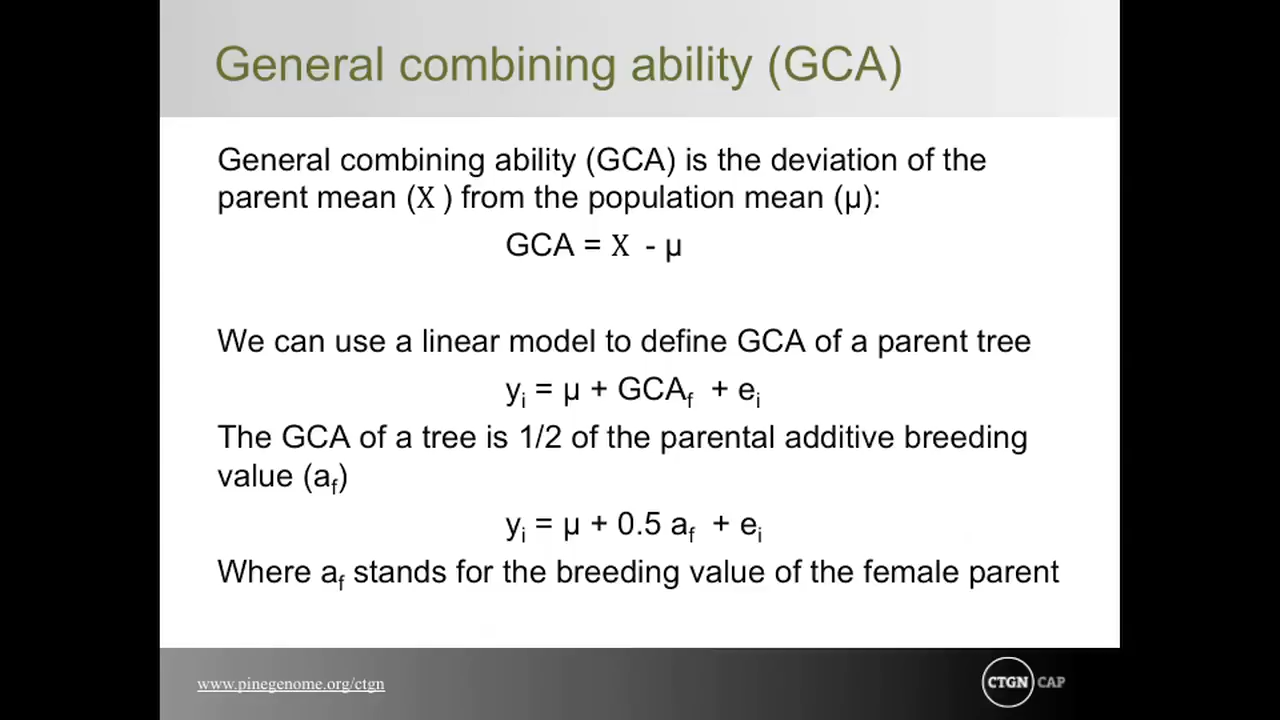 General combining ability (GCA)
General combining ability (GCA) is the deviation of the
parent mean (X ) from the population mean (µ):
GCA = X - µ
We can use a linear model to define GCA of a parent tree
yi = µ + GCAf + ei
The GCA of a tree is 1/2 of the parental additive breeding
value (af)
yi = µ + 0.5 af + ei
Where af stands for the breeding value of the female parent
www.pinegenome.org/ctgn
CTGN CAP